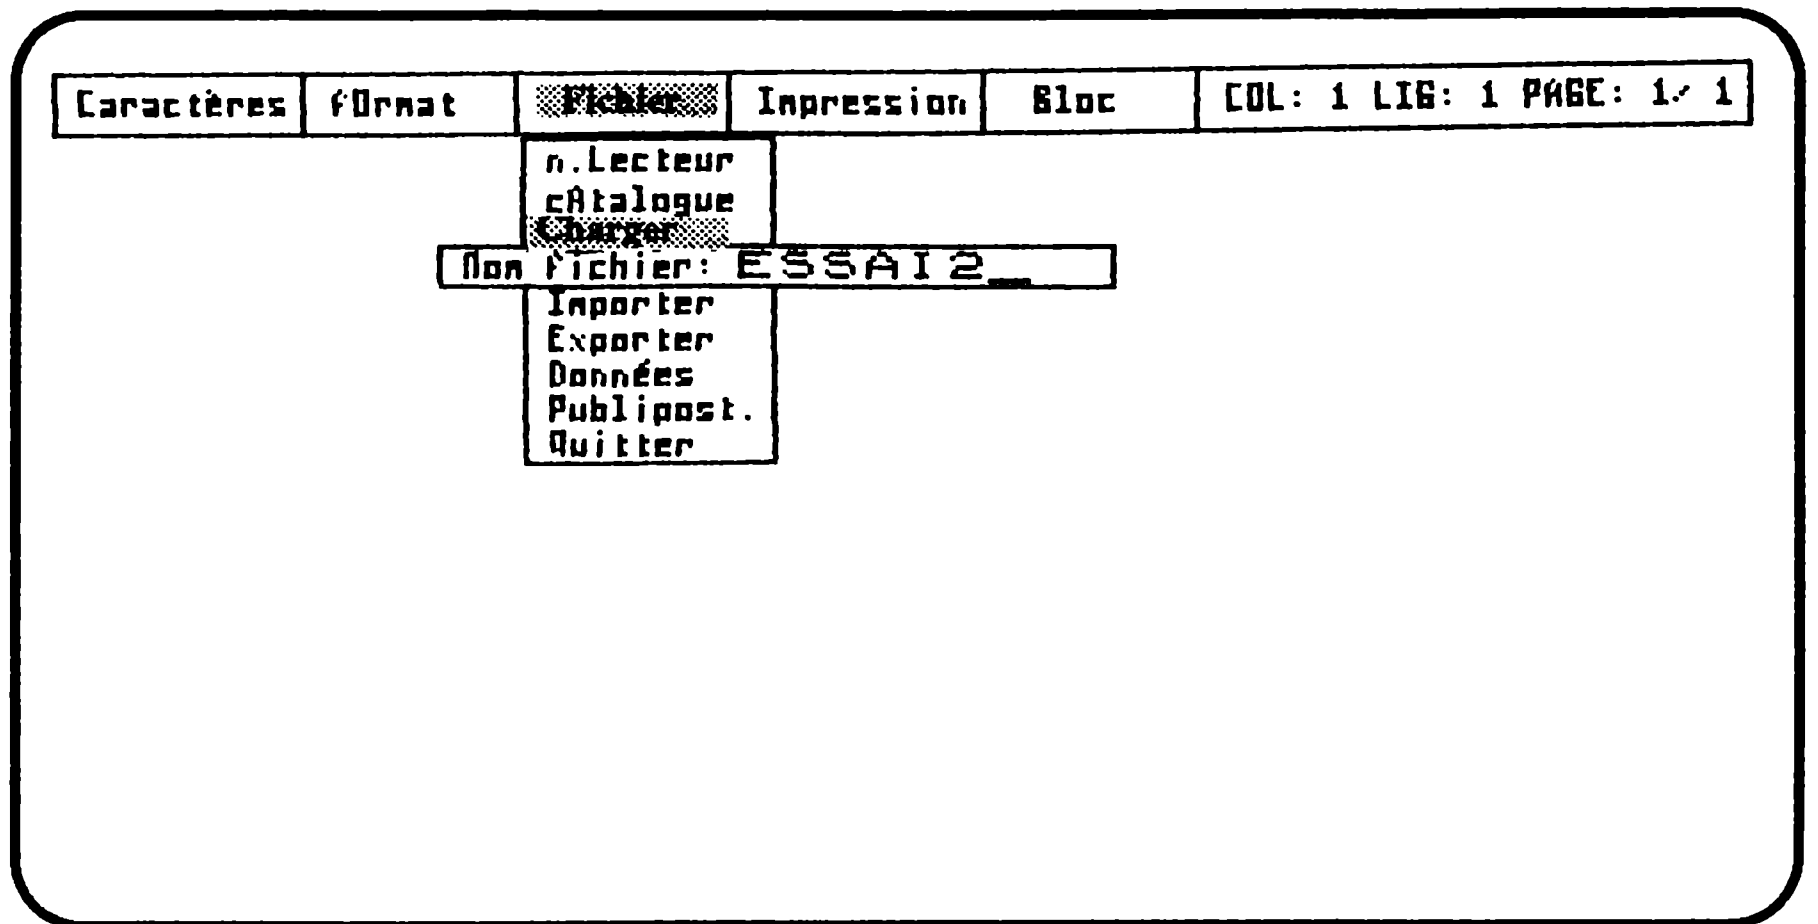 Caractères fOrmat Fichier Impression Bloc COL: 1 LIG: 1 PAGE: 1/ 1
n.Lecteur
cAtalogue
Charger
Nom Fichier: ESSAI2_
Importer
Exporter
Données
Publipost.
Quitter